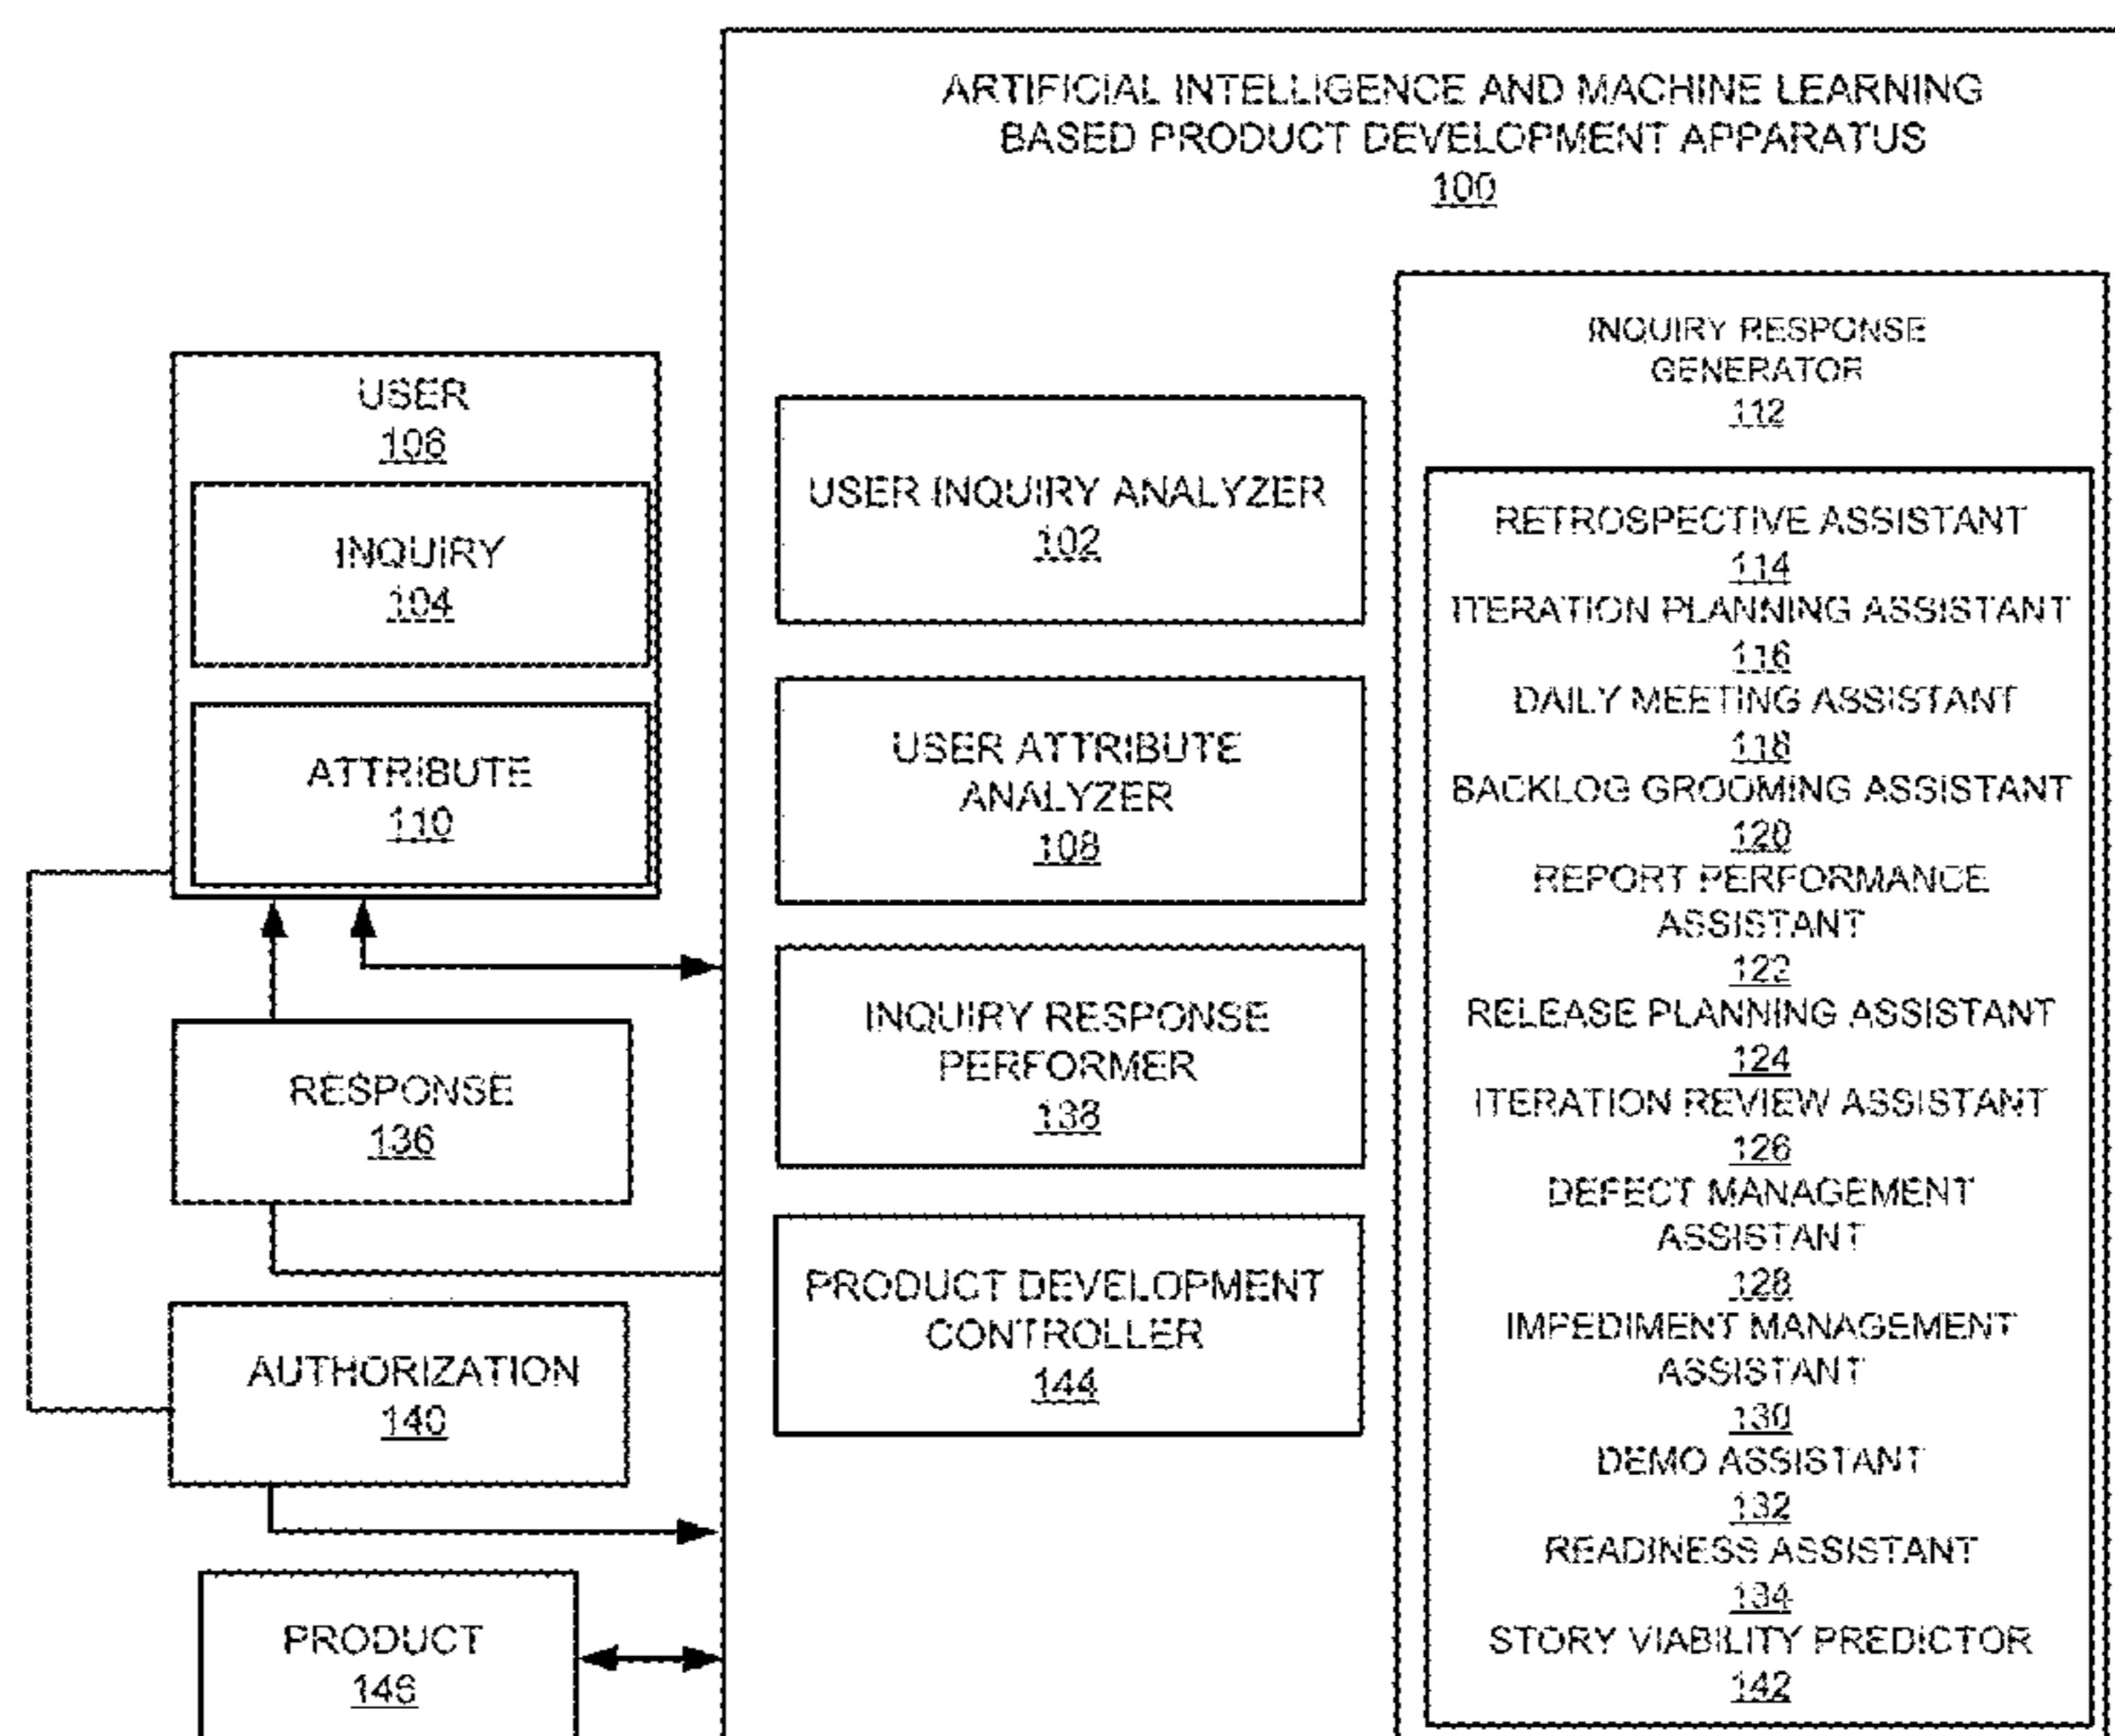 ARTIFICIAL INTELLIGENCE AND MACHINE LEARNING
BASED PRODUCT DEVELOPMENT APPARATUS
100
USER
106
INQUIRY
104
ATTRIBUTE
110
RESPONSE
136
AUTHORIZATION
140
PRODUCT
146
USER INQUIRY ANALYZER
102
USER ATTRIBUTE
ANALYZER
108
INQUIRY RESPONSE
PERFORMER
138
PRODUCT DEVELOPMENT
CONTROLLER
144
INQUIRY RESPONSE
GENERATOR
112
RETROSPECTIVE ASSISTANT
114
ITERATION PLANNING ASSISTANT
116
DAILY MEETING ASSISTANT
118
BACKLOG GROOMING ASSISTANT
120
REPORT PERFORMANCE
ASSISTANT
122
RELEASE PLANNING ASSISTANT
124
ITERATION REVIEW ASSISTANT
126
DEFECT MANAGEMENT
ASSISTANT
128
IMPEDIMENT MANAGEMENT
ASSISTANT
130
DEMO ASSISTANT
132
READINESS ASSISTANT
134
STORY VIABILITY PREDICTOR
142